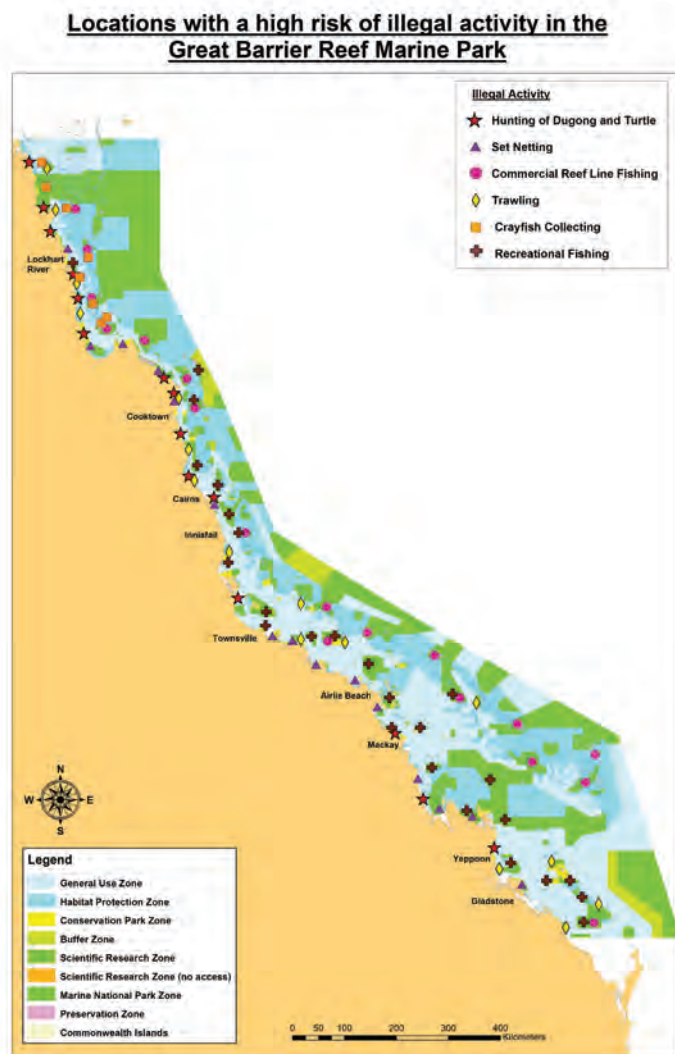 Locations with a high risk of illegal activity in the
Great Barrier Reef Marine Park
Illegal Activity
Hunting of Dugong and Turtle
Set Netting
Commercial Reef Line Fishing
Trawling
Crayfish Collecting
Recreational Fishing
Lockhart
River
Cooktown
Cairns
Innisfail
Townsville
Airlie Beach
Mackay
N
W E
S
Yeppoon
Gladstone
Legend
General Use Zone
Habitat Protection Zone
Conservation Park Zone
Buffer Zone
Scientific Research Zone
Scientific Research Zone (no access)
Marine National Park Zone
Preservation Zone
Commonwealth Islands
0 50 100 200 300 400
Kilometers